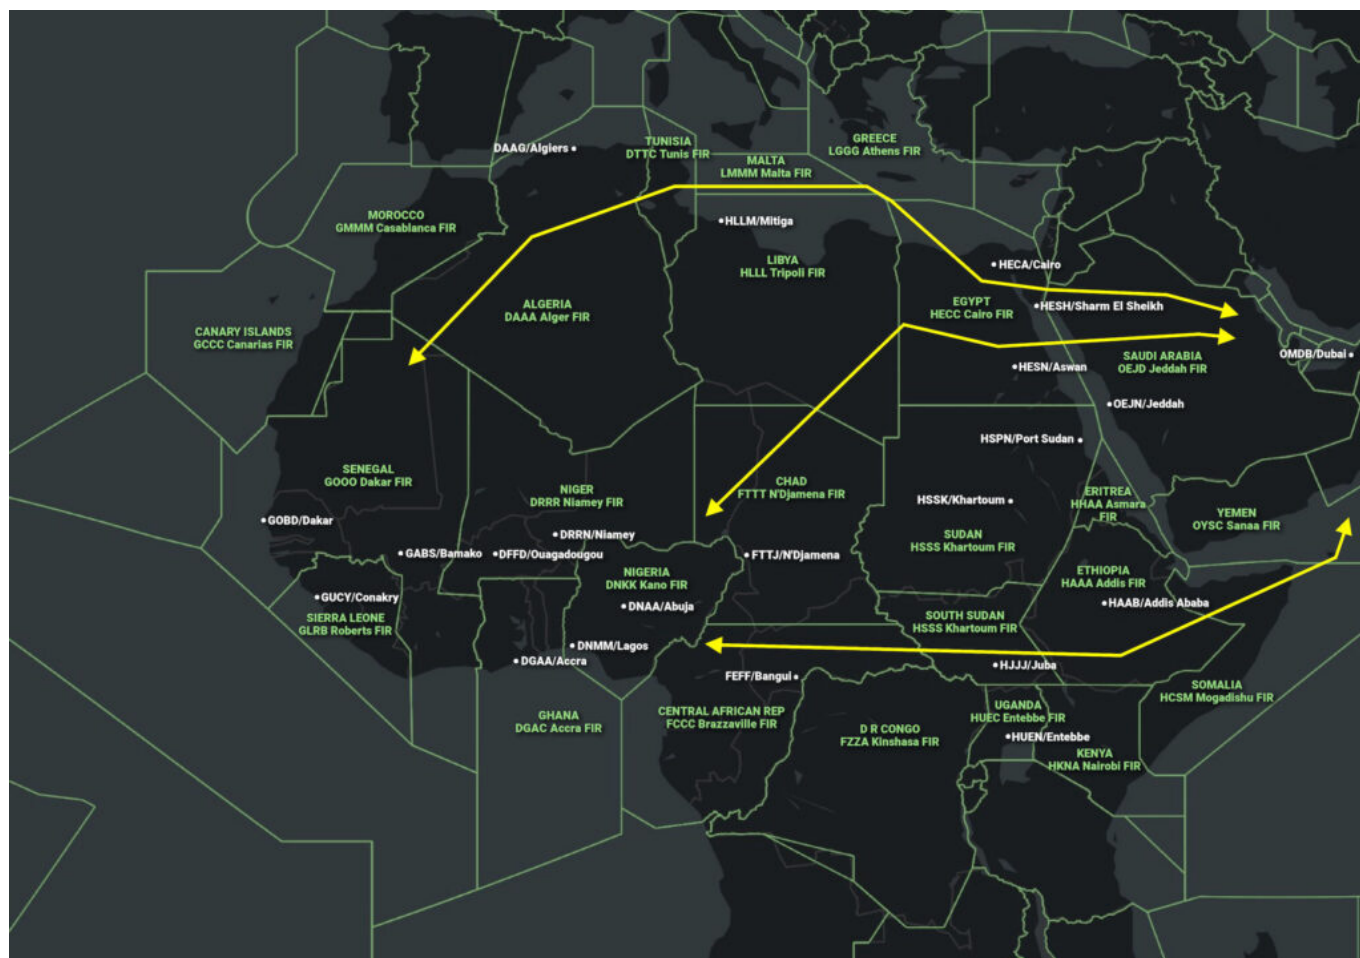 GREECE
LGGG Athens FIR
TUNISIA
DTTC Tunis FIR
DAAG/Algiers
MALTA
LMMM Malta FIR
MOROCCO
GMMM Casablanca FIR
HLLM/Mitiga
LIBYA
HLLL Tripoli FIR
HECA/Cairo
ALGERIA
DAAA Alger FIR
EGYPT
HECC Cairo FIR
HESH/Sharm El Sheikh
CANARY ISLANDS
GCCC Canarias FIR
SAUDI ARABIA
OEJD Jeddah FIR
OMDB/Dubai
HESN/Aswan
OEJN/Jeddah
HSPN/Port Sudan
SENEGAL
GOOO Dakar FIR
NIGER
DRRR Niamey FIR
CHAD
FTTT N'Djamena FIR
HSSK/Khartoum
ERITREA
HHAA Asmara
FIR
YEMEN
OYSC Sanaa FIR
GOBD/Dakar
DRRN/Niamey
SUDAN
HSSS Khartoum FIR
GABS/Bamako
DFFD/Ouagadougou
FTTJ/N'Djamena
NIGERIA
DNKK Kano FIR
ETHIOPIA
HAAA Addis FIR
GUCY/Conakry
DNAA/Abuja
HAAB/Addis Ababa
SIERRA LEONE
GLRB Roberts FIR
SOUTH SUDAN
HSSS Khartoum FIR
DNMM/Lagos
DGAA/Accra
HJJJ/Juba
FEFF/Bangui
SOMALIA
HCSM Mogadishu FIR
GHANA
DGAC Accra FIR
CENTRAL AFRICAN REP
FCCC Brazzaville FIR
UGANDA
HUEC Entebbe FIR
D R CONGO
FZZA Kinshasa FIR
HUEN/Entebbe
KENYA
HKNA Nairobi FIR